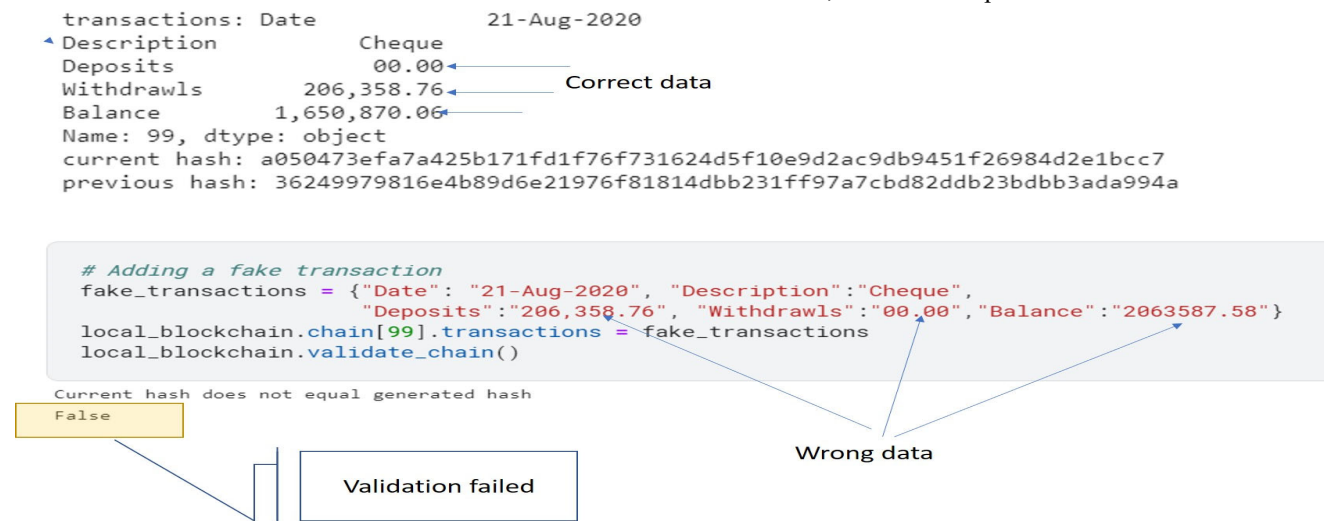 transactions: Date 21-Aug-2020
Description Cheque
Deposits 00.00
Withdrawls 206,358.76
Correct data
Balance 1,650,870.06
Name: 99, dtype: object
current hash: a050473efa7a425b171fd1f76f731624d5f10e9d2ac9db9451f26984d2e1bcc7
previous hash: 36249979816e4b89d6e21976f81814dbb231ff97a7cbd82ddb23bdbb3ada994a
# Adding a fake transaction
fake_transactions = {"Date": "21-Aug-2020", "Description":"Cheque",
"Deposits":"206,358.76", "Withdrawls":"00.00","Balance":"2063587.58"}
local_blockchain.chain[99].transactions = fake_transactions
local_blockchain.validate_chain()
Current hash does not equal generated hash
False
Wrong data
Validation failed